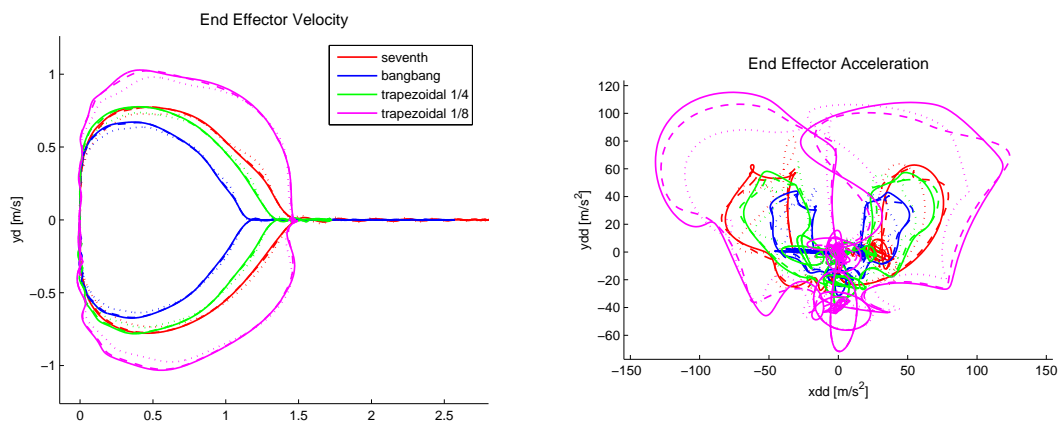 End Effector Velocity
seventh
bangbang
trapezoidal 1/4
trapezoidal 1/8
1
0.5
0
−0.5
−1
yd [m/s]
0 0.5 1 1.5 2 2.5
End Effector Acceleration
120
100
80
60
40
20
0
−20
−40
−60
ydd [m/s²]
−150 −100 −50 0 50 100 150
xdd [m/s²]